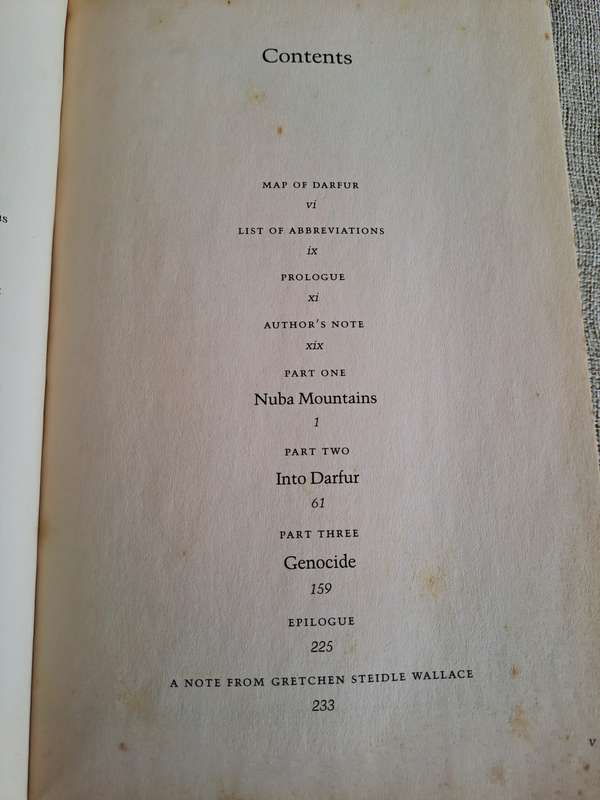 Contents
MAP OF DARFUR
vi
LIST OF ABBREVIATIONS
ix
PROLOGUE
xi
AUTHOR'S NOTE
xix
PART ONE
Nuba Mountains
1
PART TWO
Into Darfur
61
PART THREE
Genocide
159
EPILOGUE
225
A NOTE FROM GRETCHEN STEIDLE WALLACE
233
v